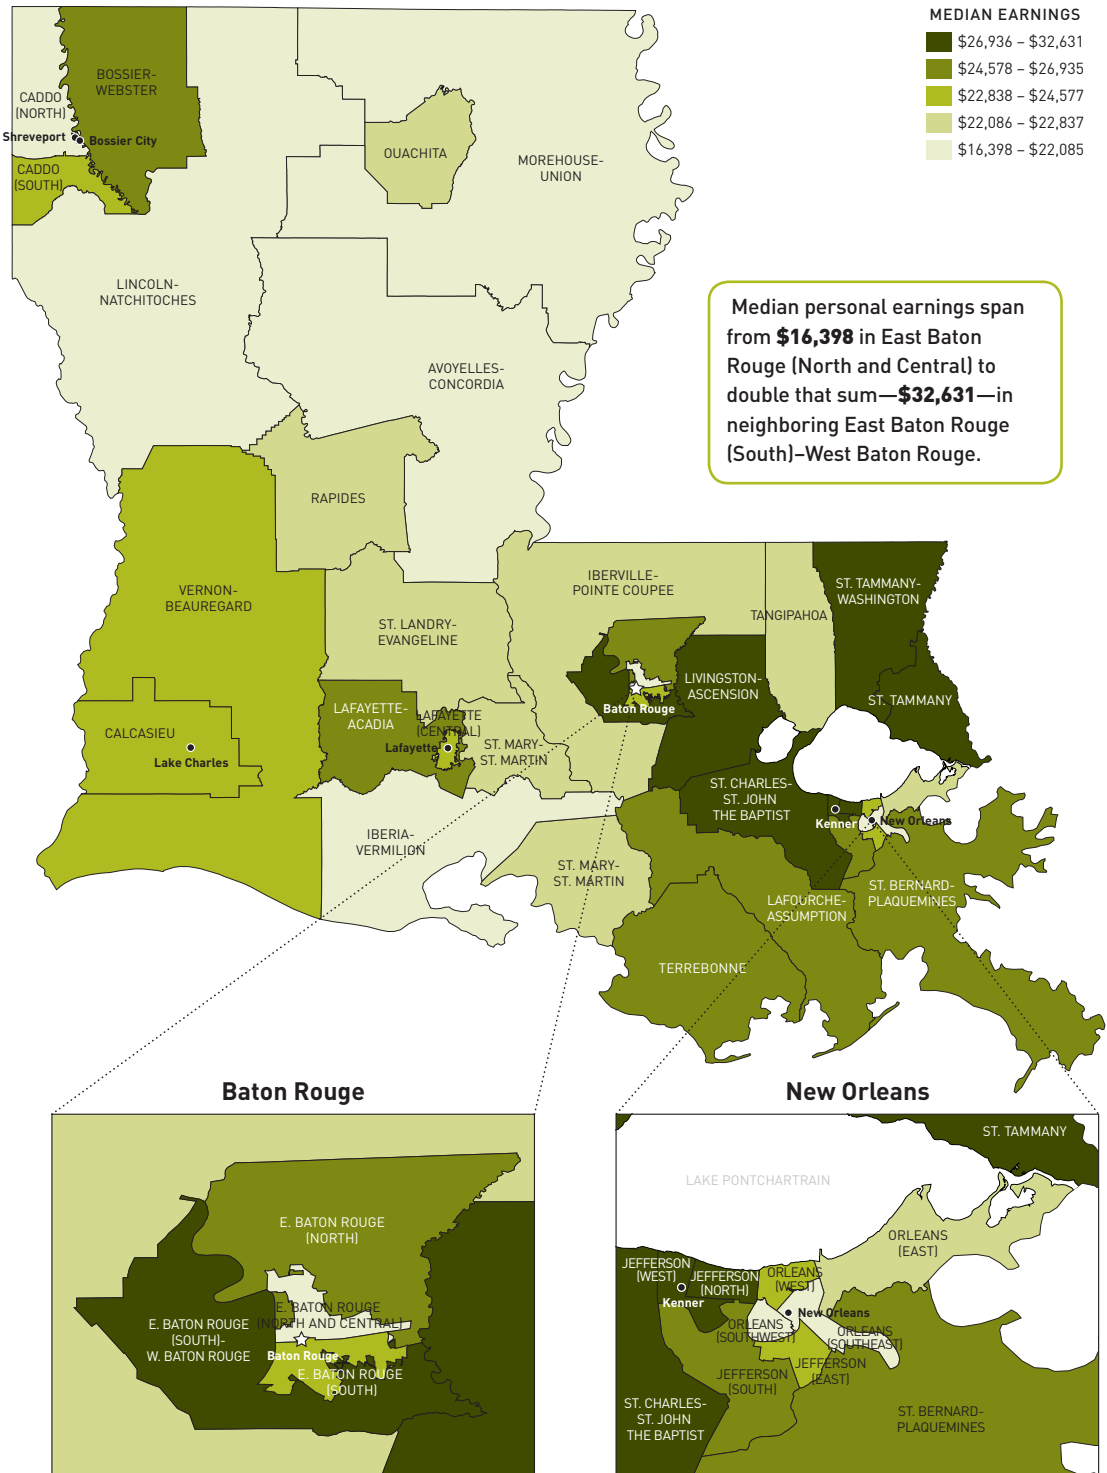 MEDIAN EARNINGS
$26,936 – $32,631
$24,578 – $26,935
$22,838 – $24,577
$22,086 – $22,837
$16,398 – $22,085
BOSSIER-
WEBSTER
CADDO
(NORTH)
Shreveport
Bossier City
CADDO
(SOUTH)
OUACHITA
MOREHOUSE-
UNION
LINCOLN-
NATCHITOCHES
Median personal earnings span
from $16,398 in East Baton
Rouge (North and Central) to
double that sum—$32,631—in
neighboring East Baton Rouge
(South)–West Baton Rouge.
AVOYELLES-
CONCORDIA
RAPIDES
VERNON-
BEAUREGARD
IBERVILLE-
POINTE COUPEE
ST. TAMMANY-
WASHINGTON
TANGIPAHOA
ST. LANDRY-
EVANGELINE
LIVINGSTON-
ASCENSION
ST. TAMMANY
LAFAYETTE-
ACADIA
LAFAYETTE
(CENTRAL)
Baton Rouge
CALCASIEU
Lake Charles
Lafayette
ST. MARY-
ST. MARTIN
ST. CHARLES-
ST. JOHN
THE BAPTIST
Kenner
New Orleans
IBERIA-
VERMILION
ST. MARY-
ST. MARTIN
LAFOURCHE-
ASSUMPTION
ST. BERNARD-
PLAQUEMINES
TERREBONNE
Baton Rouge
E. BATON ROUGE
(NORTH)
E. BATON ROUGE
(NORTH AND CENTRAL)
E. BATON ROUGE
(SOUTH)-
W. BATON ROUGE
Baton Rouge
E. BATON ROUGE
(SOUTH)
New Orleans
ST. TAMMANY
LAKE PONTCHARTRAIN
ORLEANS
(EAST)
JEFFERSON
(WEST)
JEFFERSON
(NORTH)
ORLEANS
(WEST)
Kenner
New Orleans
ORLEANS
(SOUTHWEST)
ORLEANS
(SOUTHEAST)
JEFFERSON
(SOUTH)
JEFFERSON
(EAST)
ST. CHARLES-
ST. JOHN
THE BAPTIST
ST. BERNARD-
PLAQUEMINES